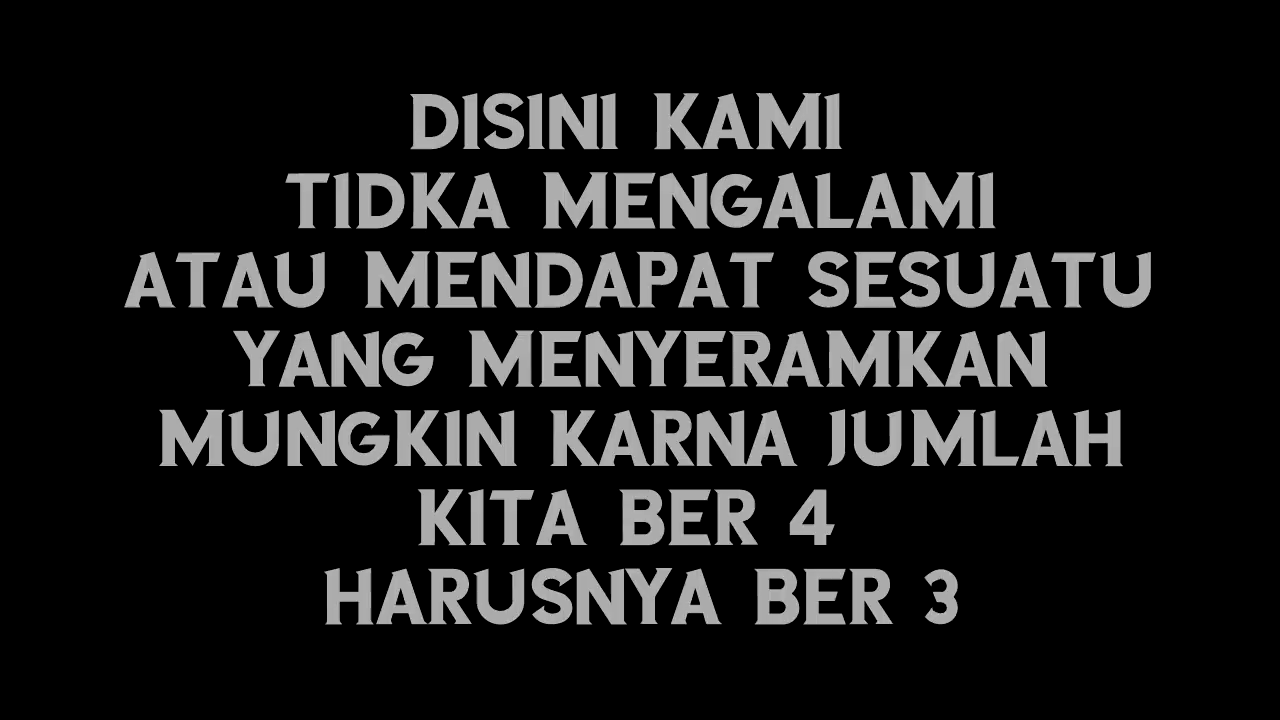 DISINI KAMI
TIDKA MENGALAMI
ATAU MENDAPAT SESUATU
YANG MENYERAMKAN
MUNGKIN KARNA JUMLAH
KITA BER 4
HARUSNYA BER 3